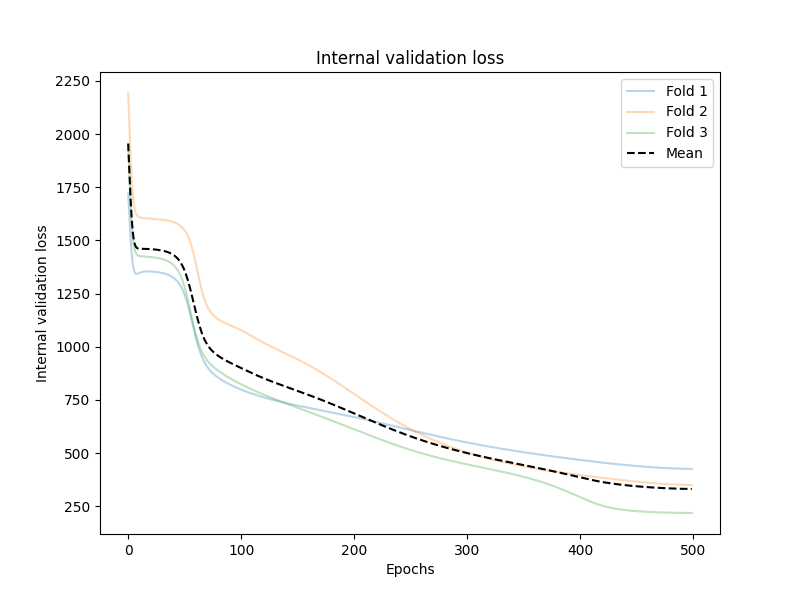 Internal validation loss
2250
2000
1750
1500
1250
1000
750
500
250
Internal validation loss
Fold 1
Fold 2
Fold 3
Mean
0 100 200 300 400 500
Epochs